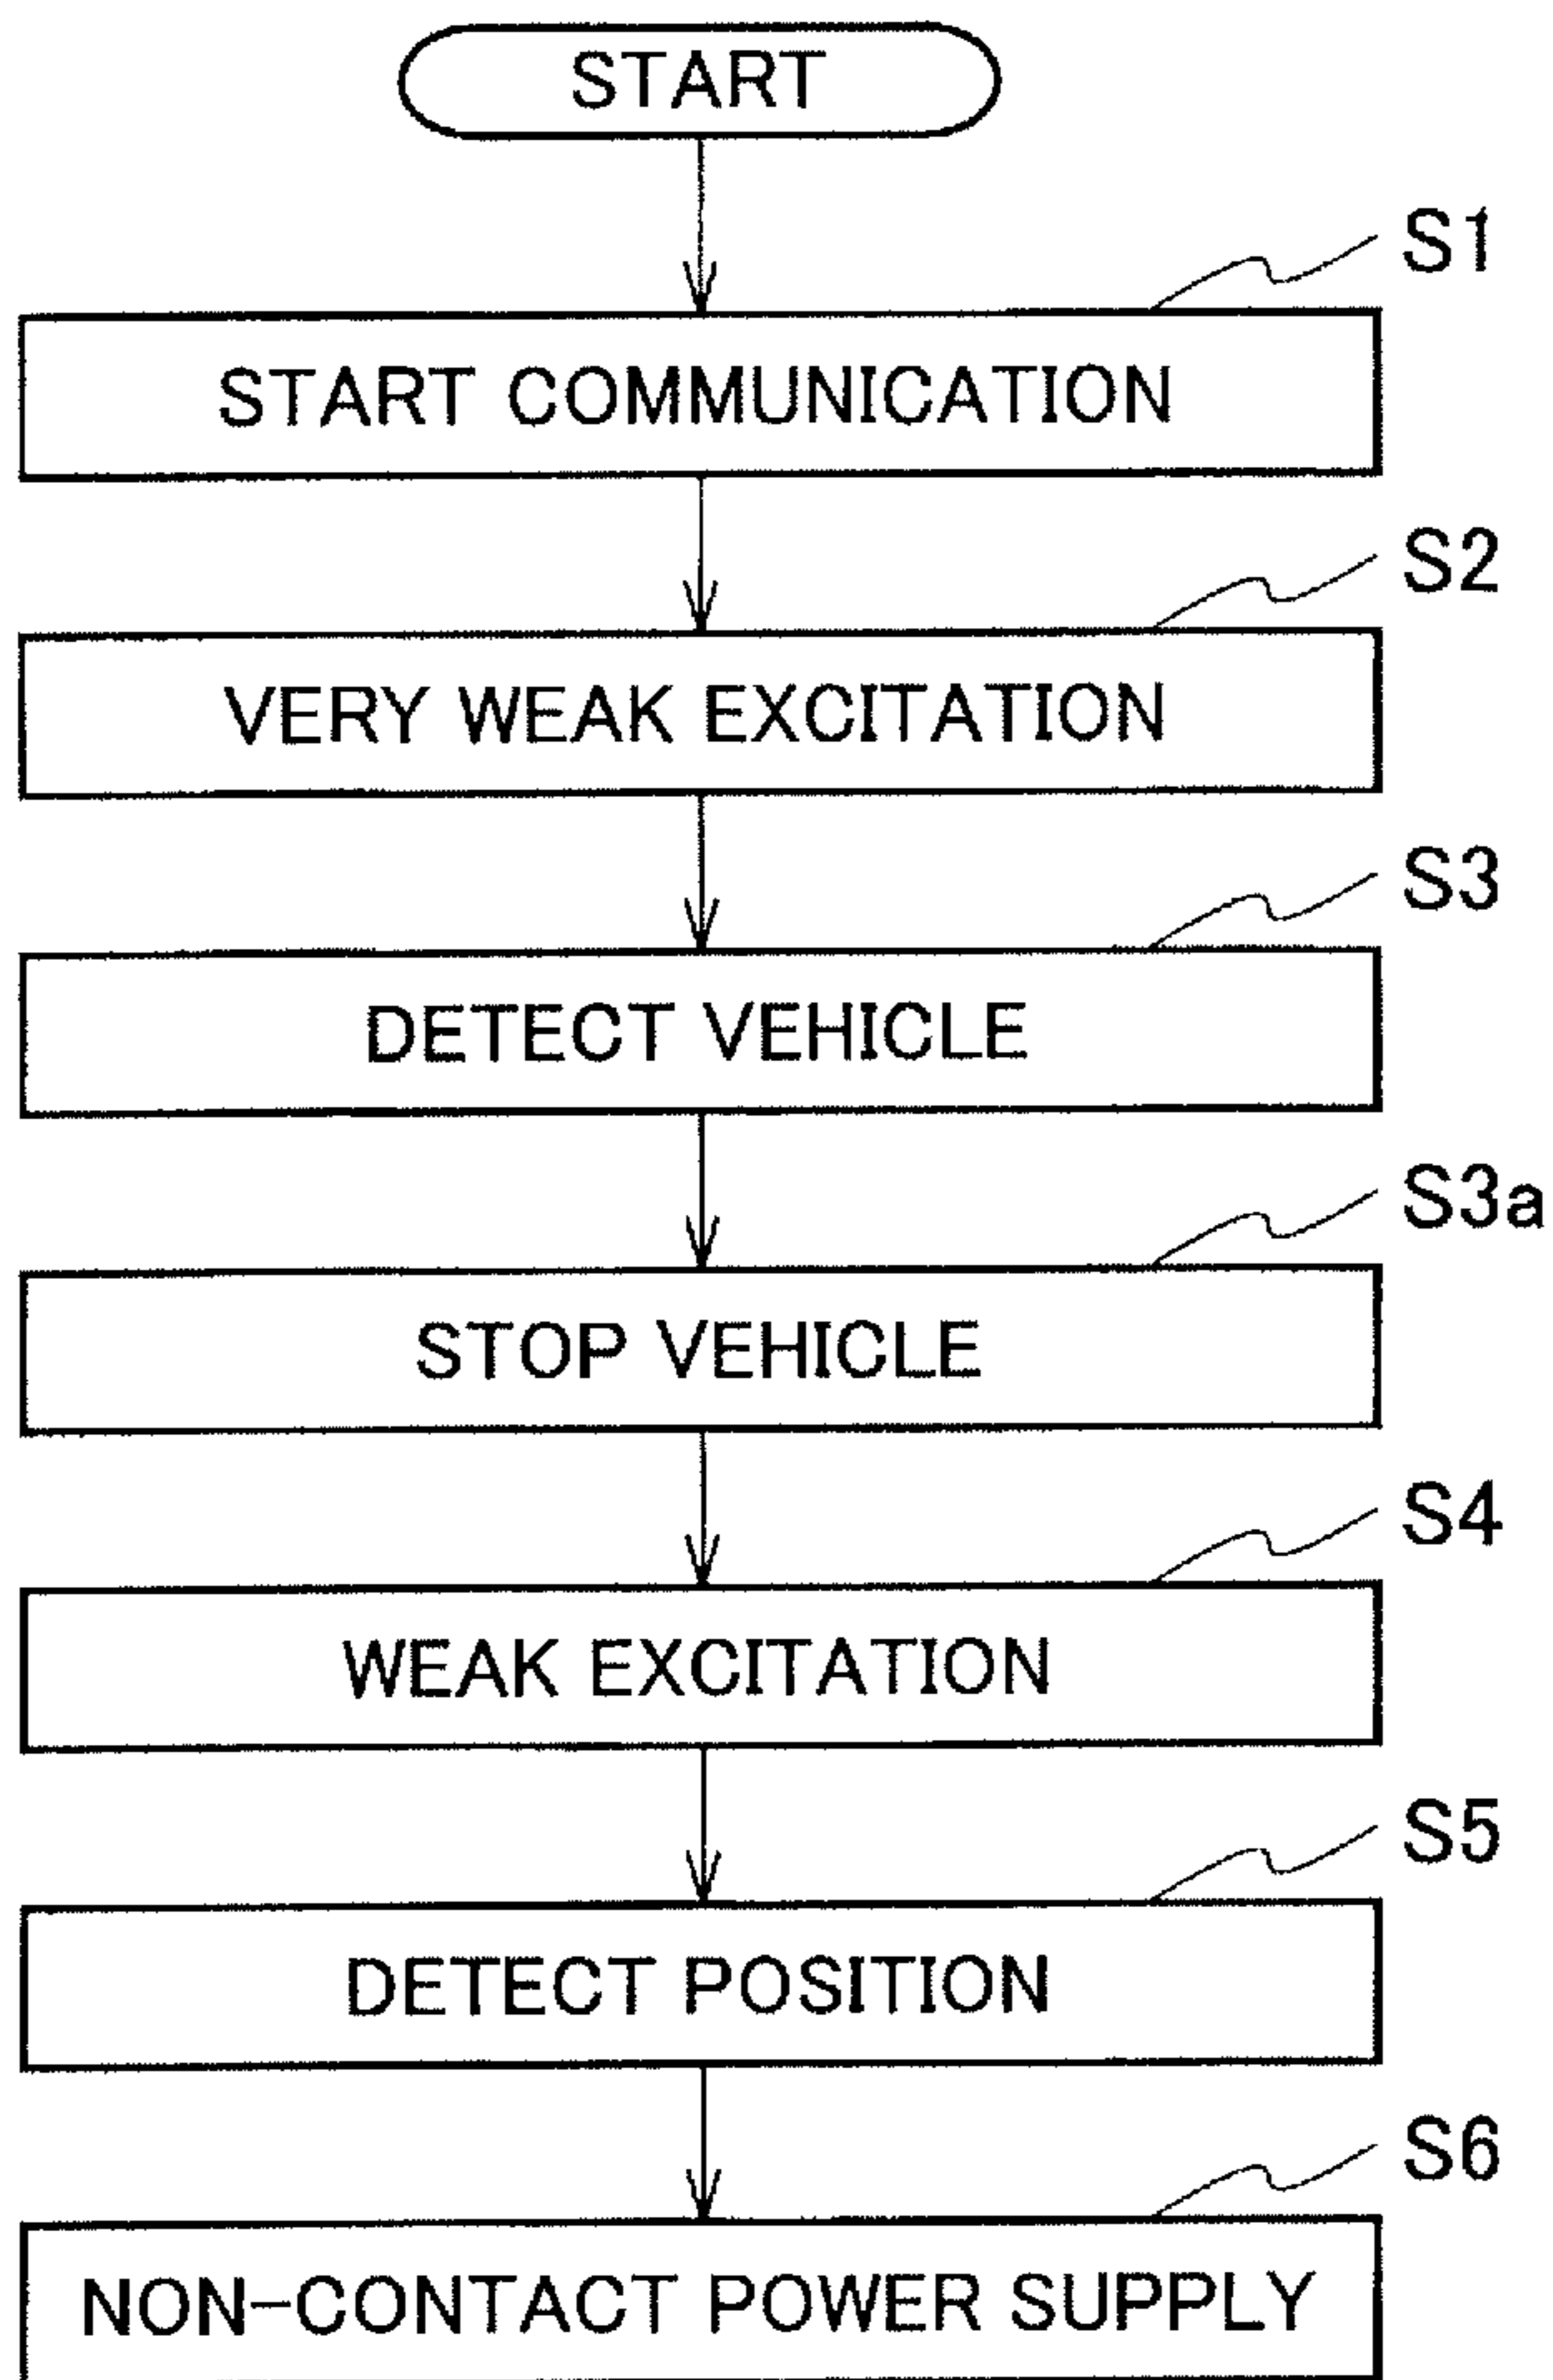 START
S1
START COMMUNICATION
S2
VERY WEAK EXCITATION
S3
DETECT VEHICLE
S3a
STOP VEHICLE
S4
WEAK EXCITATION
S5
DETECT POSITION
S6
NON-CONTACT POWER SUPPLY